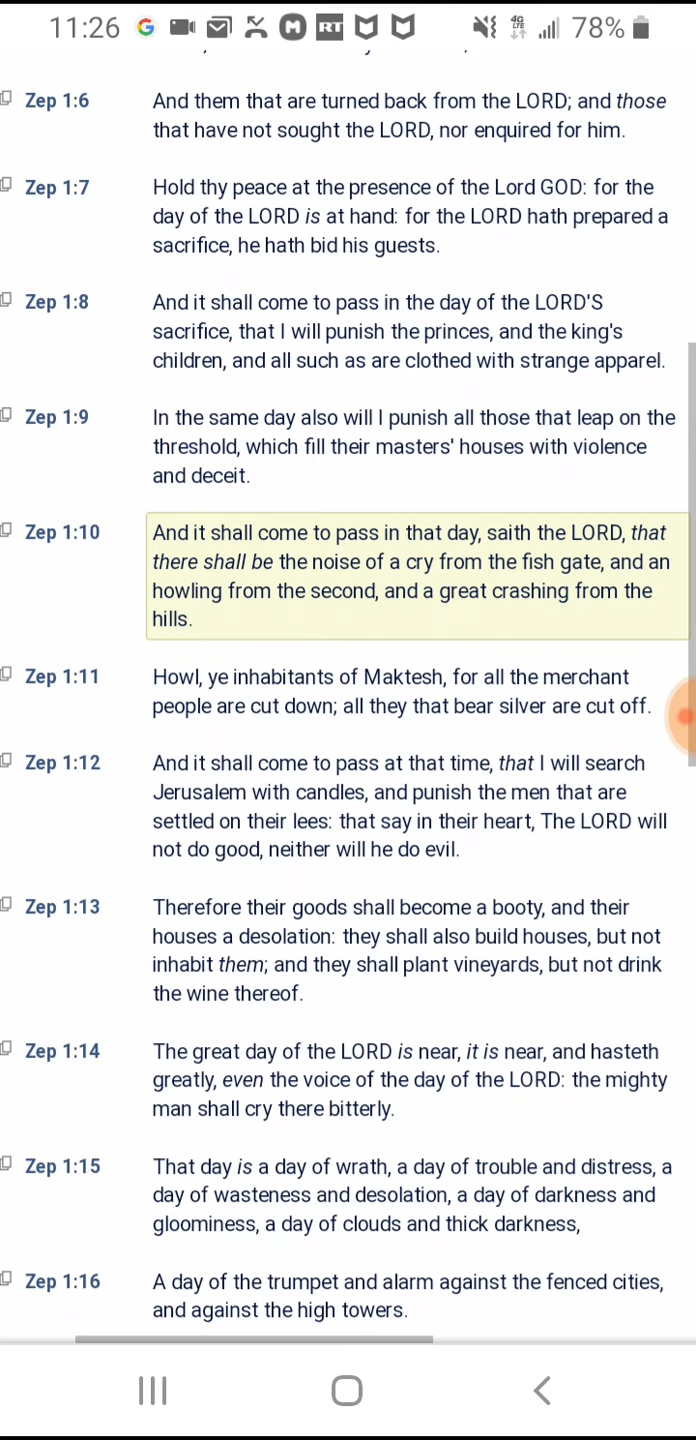 11:26 G M RT 4G LTE 78%
Zep 1:6 And them that are turned back from the LORD; and those
that have not sought the LORD, nor enquired for him.
Zep 1:7 Hold thy peace at the presence of the Lord GOD: for the
day of the LORD is at hand: for the LORD hath prepared a
sacrifice, he hath bid his guests.
Zep 1:8 And it shall come to pass in the day of the LORD'S
sacrifice, that I will punish the princes, and the king's
children, and all such as are clothed with strange apparel.
Zep 1:9 In the same day also will I punish all those that leap on the
threshold, which fill their masters' houses with violence
and deceit.
Zep 1:10 And it shall come to pass in that day, saith the LORD, that
there shall be the noise of a cry from the fish gate, and an
howling from the second, and a great crashing from the
hills.
Zep 1:11 Howl, ye inhabitants of Maktesh, for all the merchant
people are cut down; all they that bear silver are cut off.
Zep 1:12 And it shall come to pass at that time, that I will search
Jerusalem with candles, and punish the men that are
settled on their lees: that say in their heart, The LORD will
not do good, neither will he do evil.
Zep 1:13 Therefore their goods shall become a booty, and their
houses a desolation: they shall also build houses, but not
inhabit them; and they shall plant vineyards, but not drink
the wine thereof.
Zep 1:14 The great day of the LORD is near, it is near, and hasteth
greatly, even the voice of the day of the LORD: the mighty
man shall cry there bitterly.
Zep 1:15 That day is a day of wrath, a day of trouble and distress, a
day of wasteness and desolation, a day of darkness and
gloominess, a day of clouds and thick darkness,
Zep 1:16 A day of the trumpet and alarm against the fenced cities,
and against the high towers.